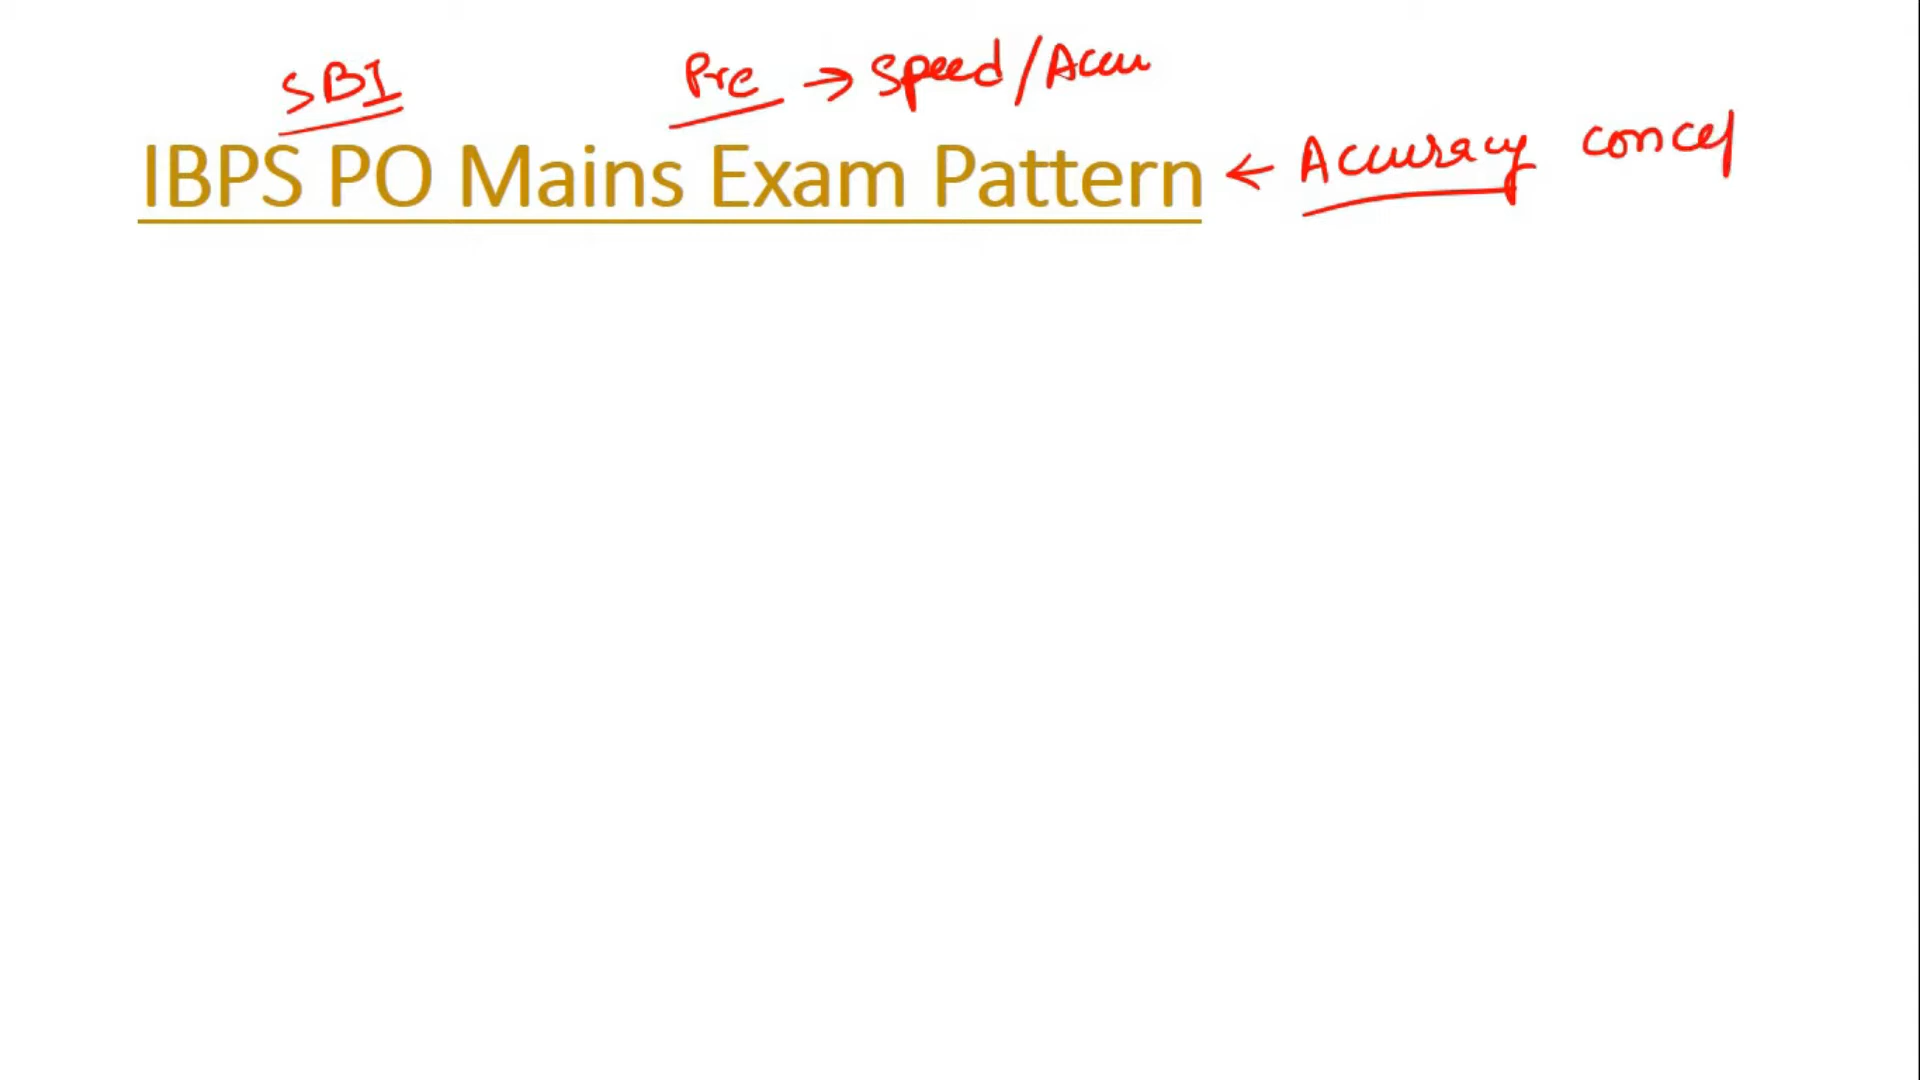 SBI Pre → Speed/Accu
IBPS PO Mains Exam Pattern ← Accuracy concep